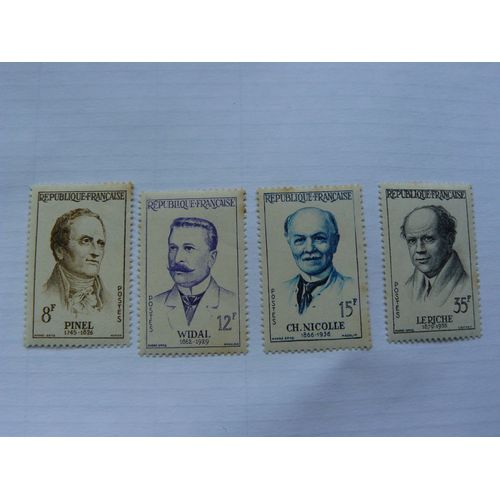 REPUBLIQUE·FRANÇAISE
POSTES
8F
PINEL
1745-1826
REPUBLIQUE·FRANÇAISE
POSTES
12F
WIDAL
1862-1929
REPUBLIQUE·FRANÇAISE
POSTES
15F
CH. NICOLLE
1866-1936
REPUBLIQUE·FRANÇAISE
POSTES
35F
LERICHE
1879-1955